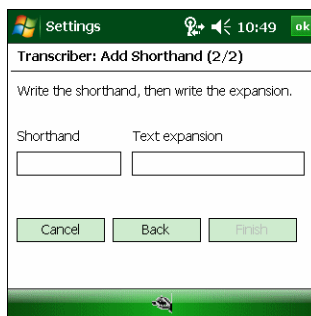 Settings 10:49 ok
Transcriber: Add Shorthand (2/2)
Write the shorthand, then write the expansion.
Shorthand Text expansion
Cancel Back Finish